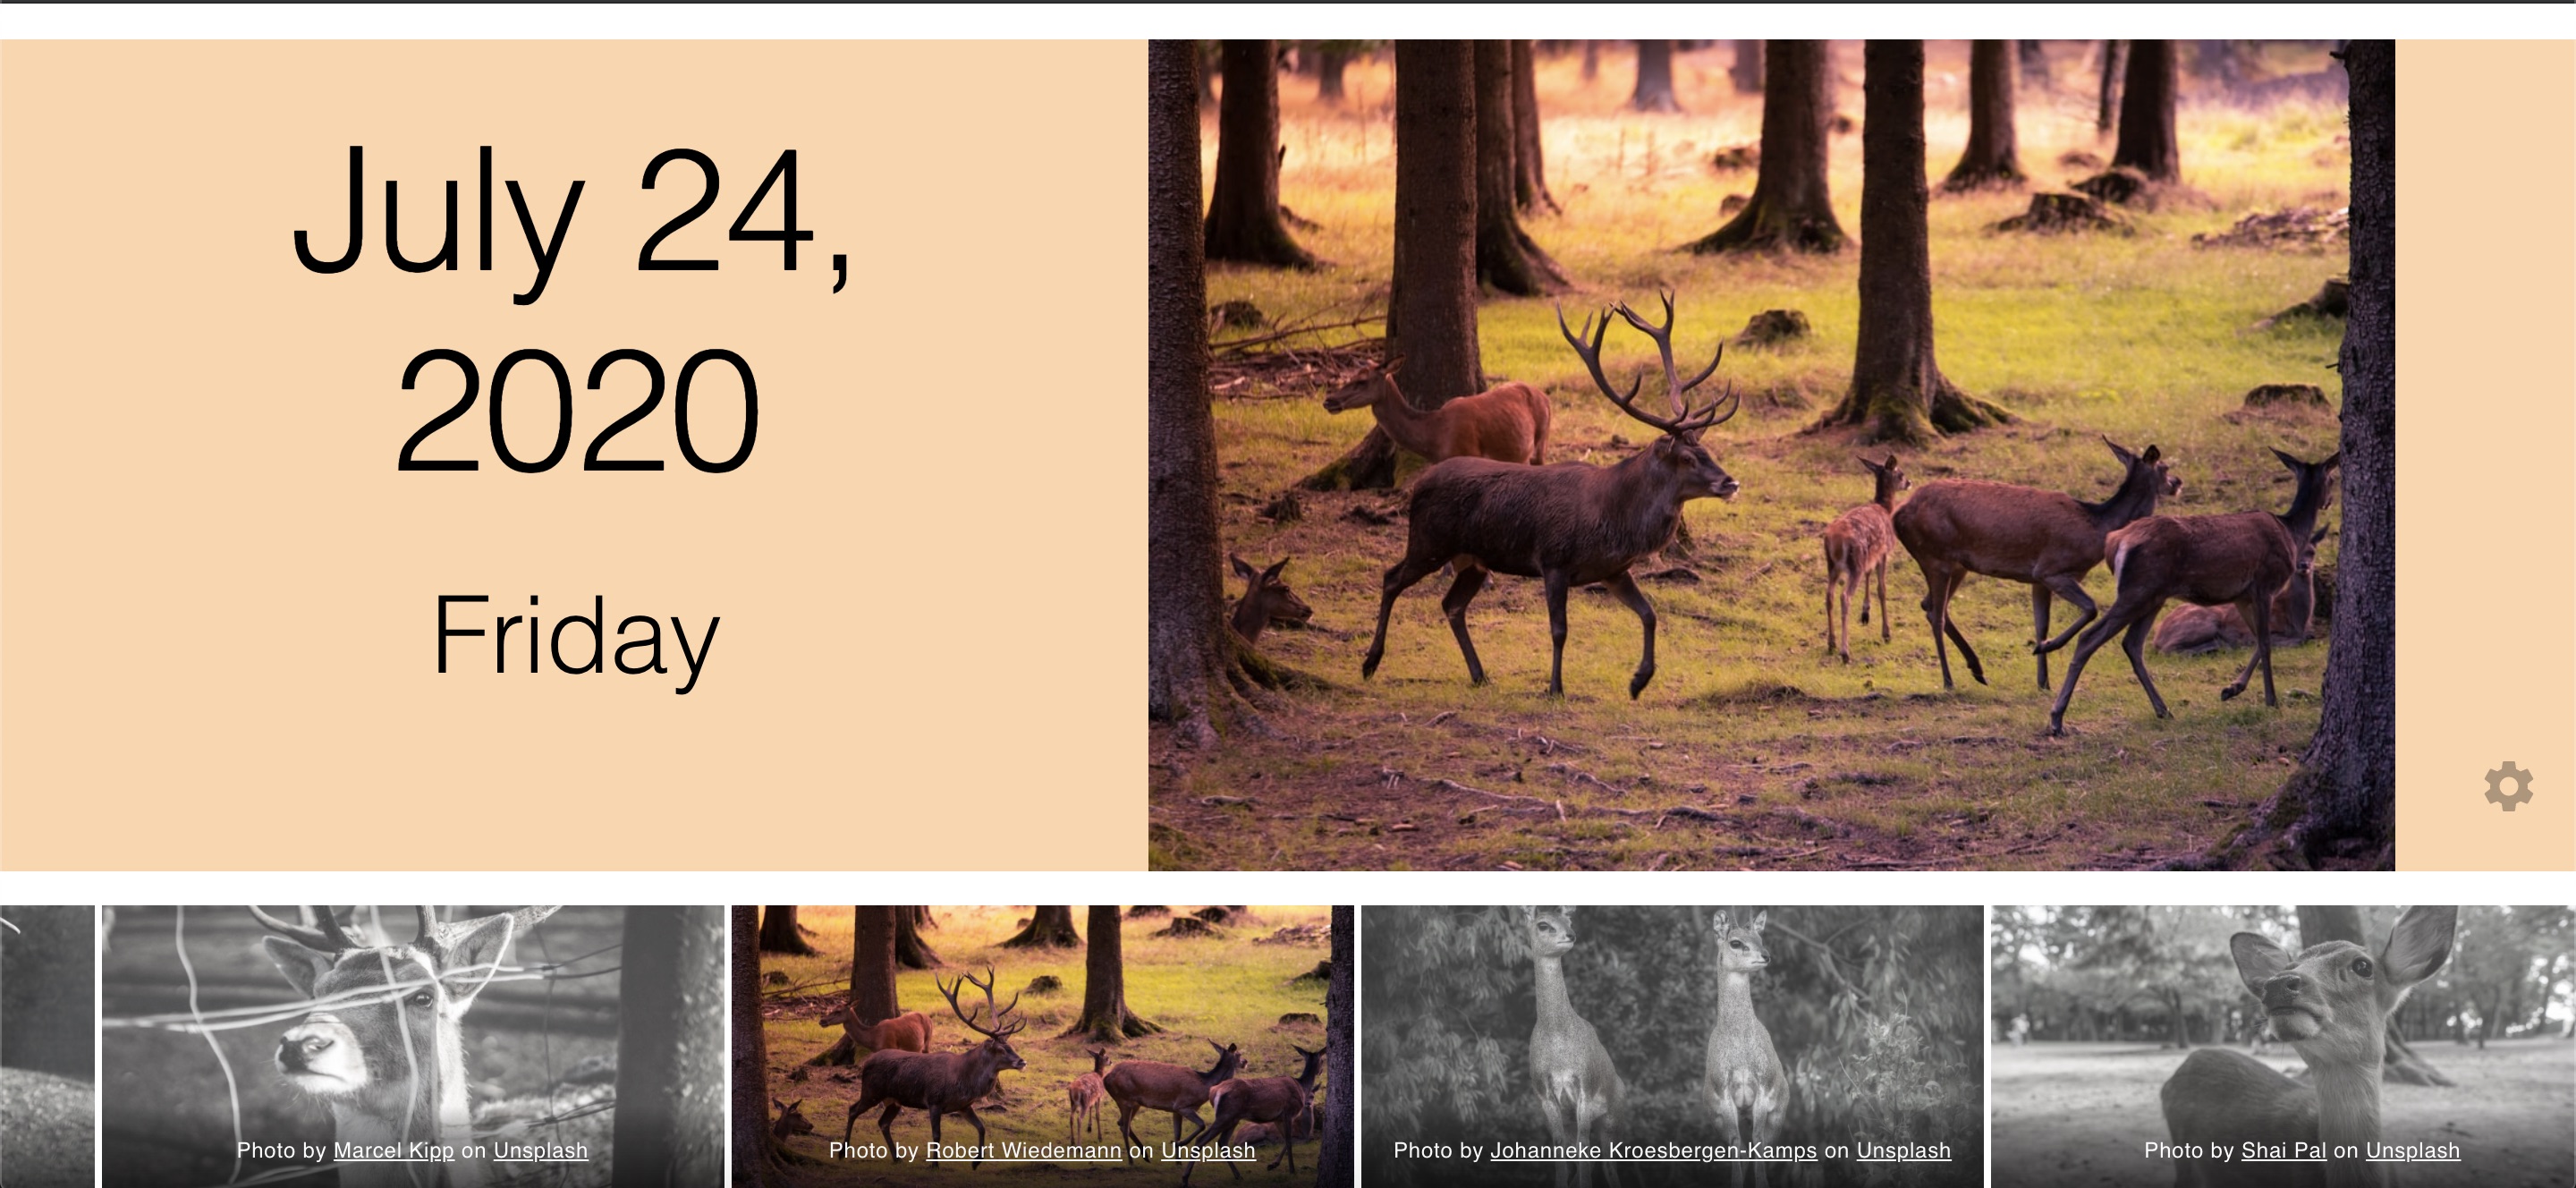 July 24,
2020
Friday
Photo by Marcel Kipp on Unsplash
Photo by Robert Wiedemann on Unsplash
Photo by Johanneke Kroesbergen-Kamps on Unsplash
Photo by Shai Pal on Unsplash